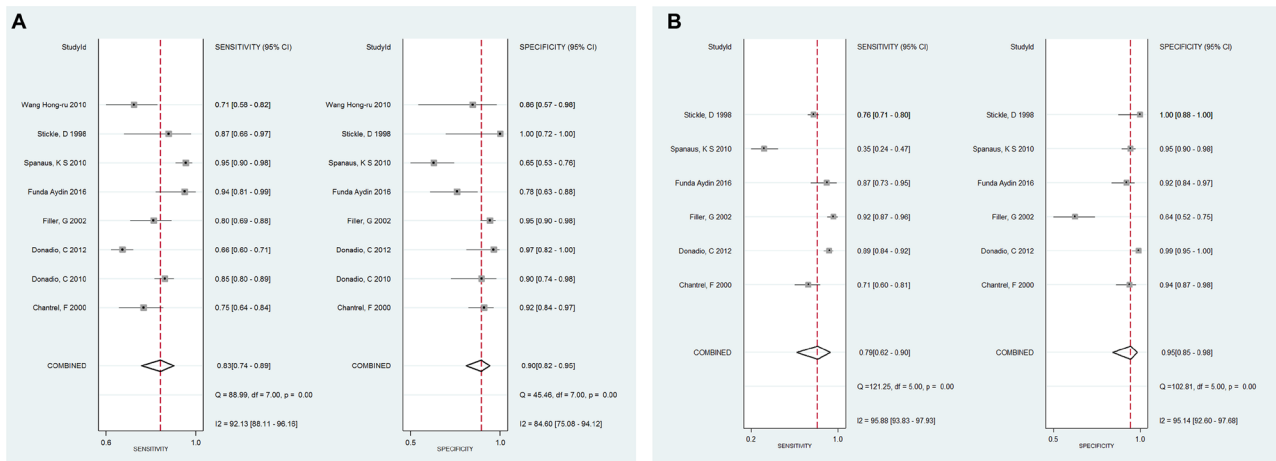 A
StudyId SENSITIVITY (95% CI)
Wang Hong-ru 2010 0.71 [0.58 - 0.82]
Stickle, D 1998 0.87 [0.66 - 0.97]
Spanaus, K S 2010 0.95 [0.90 - 0.98]
Funda Aydin 2016 0.94 [0.81 - 0.99]
Filler, G 2002 0.80 [0.69 - 0.88]
Donadio, C 2012 0.66 [0.60 - 0.71]
Donadio, C 2010 0.85 [0.80 - 0.89]
Chantrel, F 2000 0.75 [0.64 - 0.84]
COMBINED 0.83[0.74 - 0.89]
Q = 88.99, df = 7.00, p = 0.00
I2 = 92.13 [88.11 - 96.16]
0.6 1.0
SENSITIVITY
StudyId SPECIFICITY (95% CI)
Wang Hong-ru 2010 0.86 [0.57 - 0.98]
Stickle, D 1998 1.00 [0.72 - 1.00]
Spanaus, K S 2010 0.65 [0.53 - 0.76]
Funda Aydin 2016 0.78 [0.63 - 0.88]
Filler, G 2002 0.95 [0.90 - 0.98]
Donadio, C 2012 0.97 [0.82 - 1.00]
Donadio, C 2010 0.90 [0.74 - 0.98]
Chantrel, F 2000 0.92 [0.84 - 0.97]
COMBINED 0.90[0.82 - 0.95]
Q = 45.46, df = 7.00, p = 0.00
I2 = 84.60 [75.08 - 94.12]
0.5 1.0
SPECIFICITY
B
StudyId SENSITIVITY (95% CI)
Stickle, D 1998 0.76 [0.71 - 0.80]
Spanaus, K S 2010 0.35 [0.24 - 0.47]
Funda Aydin 2016 0.87 [0.73 - 0.95]
Filler, G 2002 0.92 [0.87 - 0.96]
Donadio, C 2012 0.89 [0.84 - 0.92]
Chantrel, F 2000 0.71 [0.60 - 0.81]
COMBINED 0.79[0.62 - 0.90]
Q =121.25, df = 5.00, p = 0.00
I2 = 95.88 [93.83 - 97.93]
0.2 1.0
SENSITIVITY
StudyId SPECIFICITY (95% CI)
Stickle, D 1998 1.00 [0.88 - 1.00]
Spanaus, K S 2010 0.95 [0.90 - 0.98]
Funda Aydin 2016 0.92 [0.84 - 0.97]
Filler, G 2002 0.64 [0.52 - 0.75]
Donadio, C 2012 0.99 [0.95 - 1.00]
Chantrel, F 2000 0.94 [0.87 - 0.98]
COMBINED 0.95[0.85 - 0.98]
Q =102.81, df = 5.00, p = 0.00
I2 = 95.14 [92.60 - 97.68]
0.5 1.0
SPECIFICITY